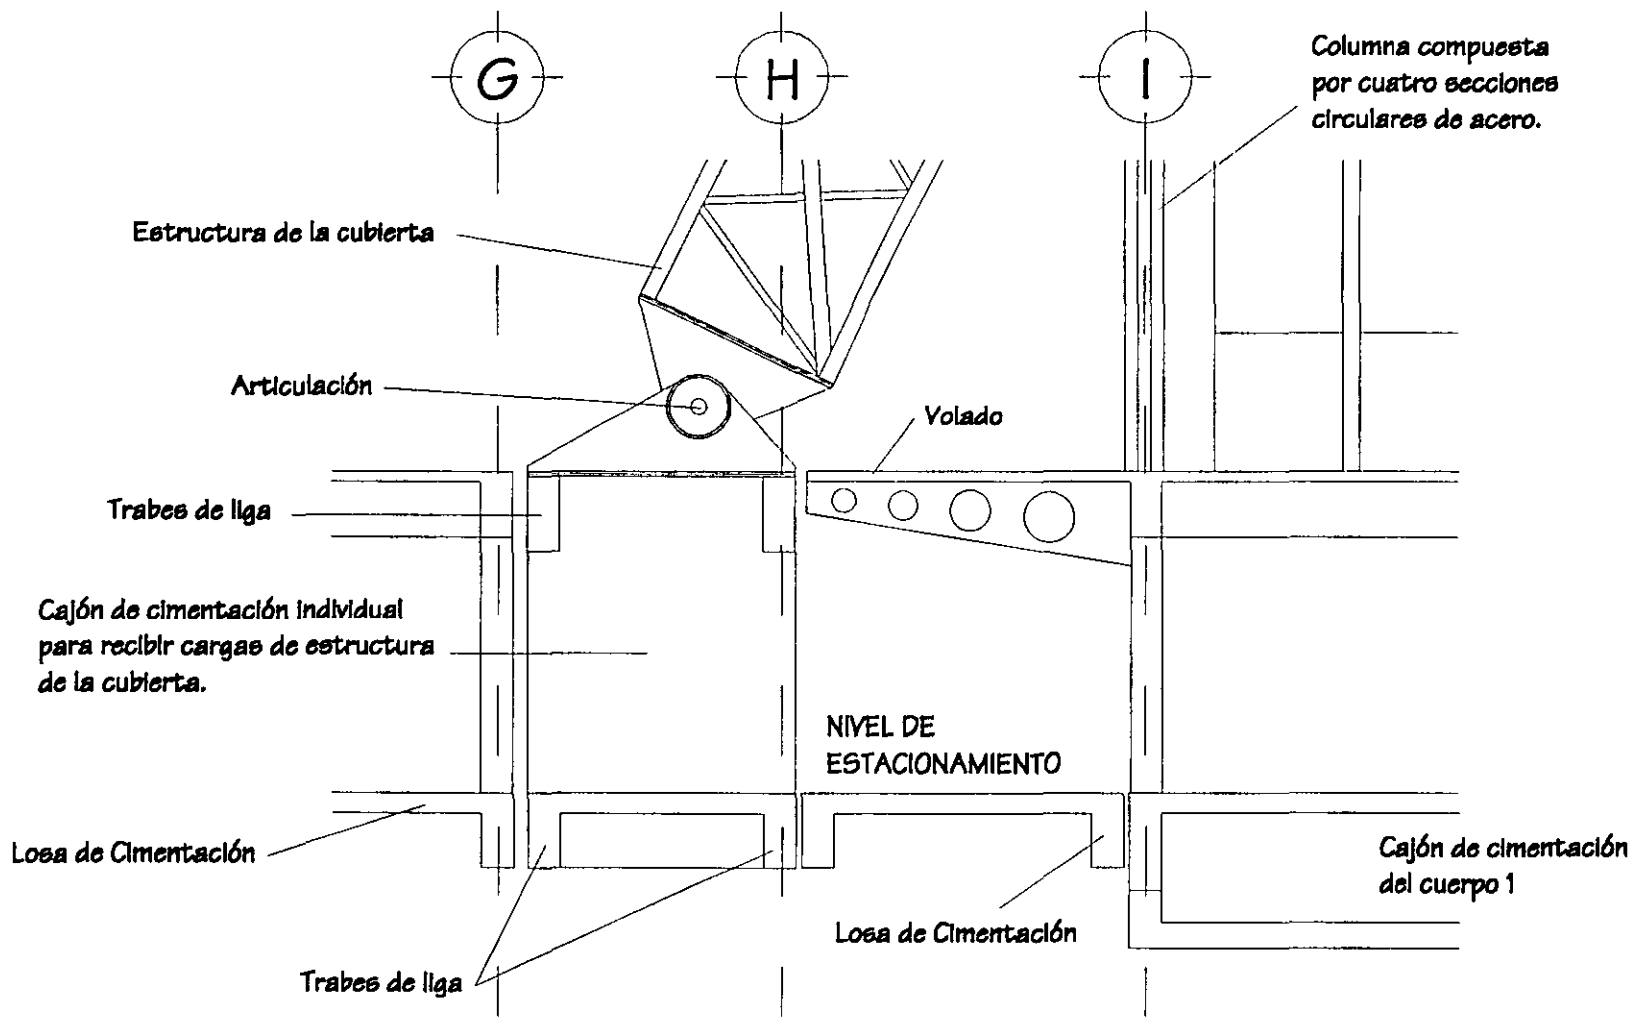 G
H
I
Columna compuesta
por cuatro secciones
circulares de acero.
Estructura de la cubierta
Articulación
Volado
Trabes de liga
Cajón de cimentación individual
para recibir cargas de estructura
de la cubierta.
NIVEL DE
ESTACIONAMIENTO
Losa de Cimentación
Cajón de cimentación
del cuerpo 1
Losa de Cimentación
Trabes de liga